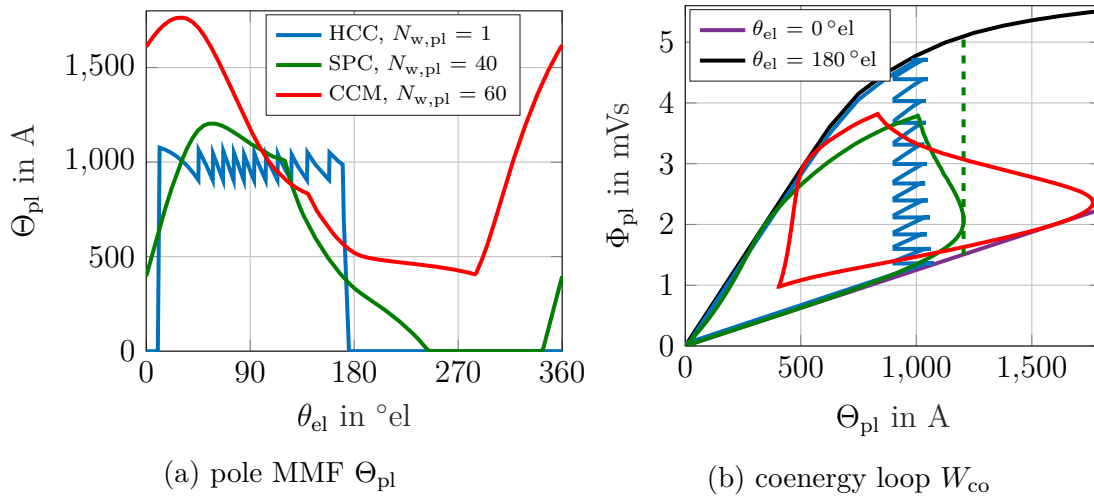 HCC, N_w,pl = 1
SPC, N_w,pl = 40
CCM, N_w,pl = 60
1,500
1,000
500
0
Θ_pl in A
0 90 180 270 360
θ_el in °el
(a) pole MMF Θ_pl
θ_el = 0 °el
θ_el = 180 °el
5
4
3
2
1
0
Φ_pl in mVs
0 500 1,000 1,500
Θ_pl in A
(b) coenergy loop W_co